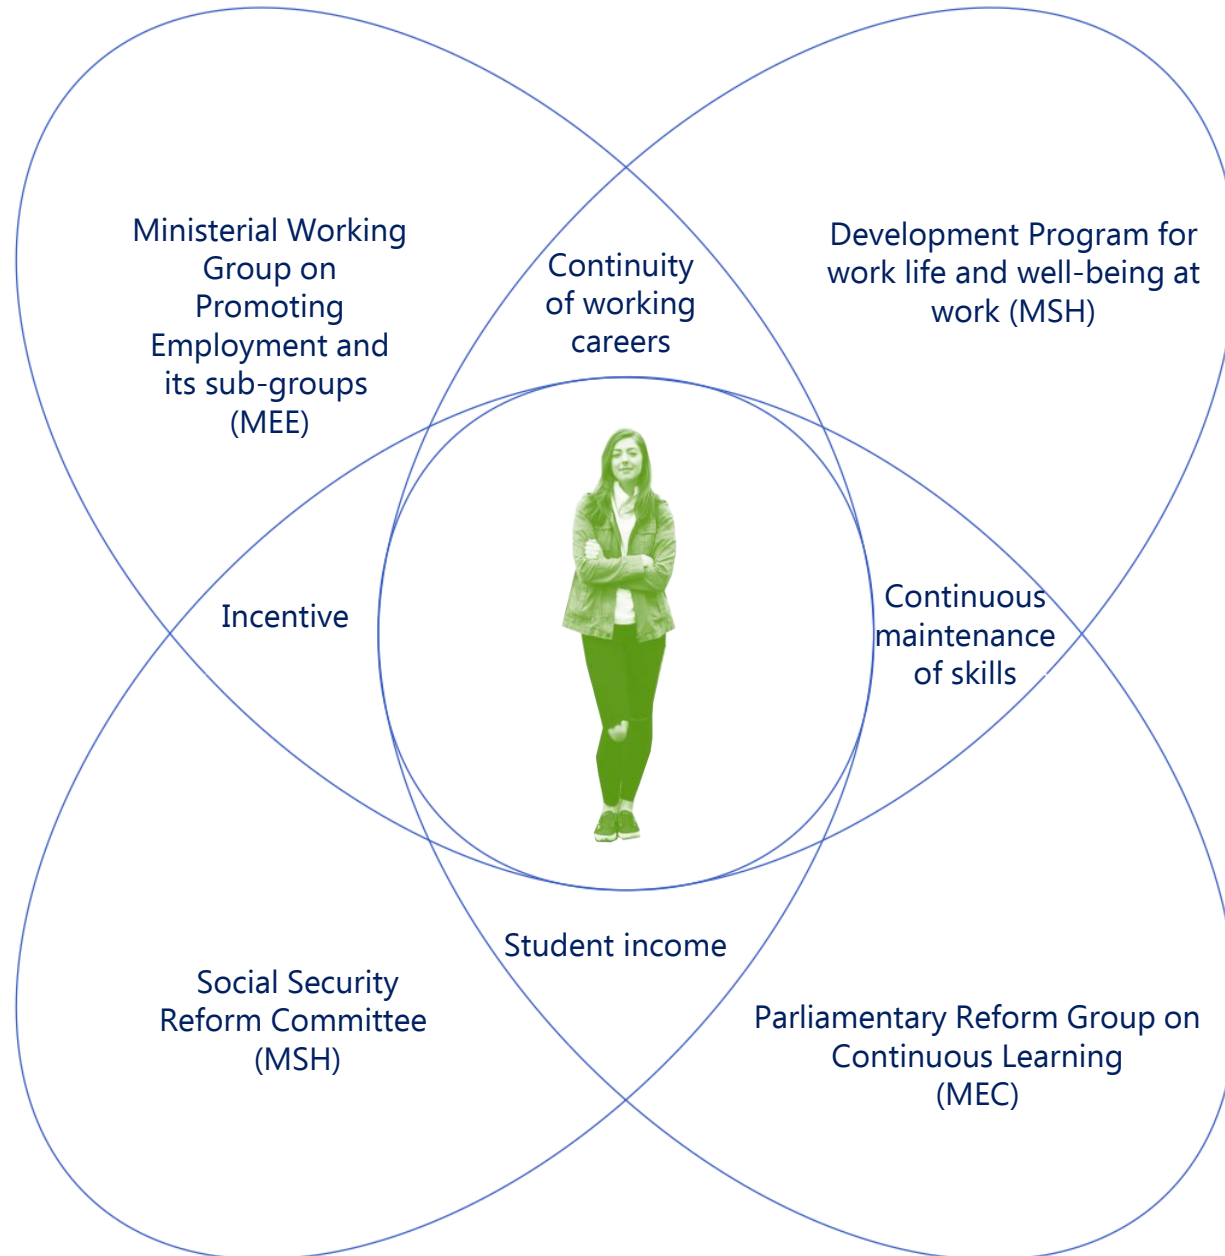 Ministerial Working
Group on
Promoting
Employment and
its sub-groups
(MEE)
Continuity
of working
careers
Development Program for
work life and well-being at
work (MSH)
Incentive
Continuous
maintenance
of skills
Student income
Social Security
Reform Committee
(MSH)
Parliamentary Reform Group on
Continuous Learning
(MEC)